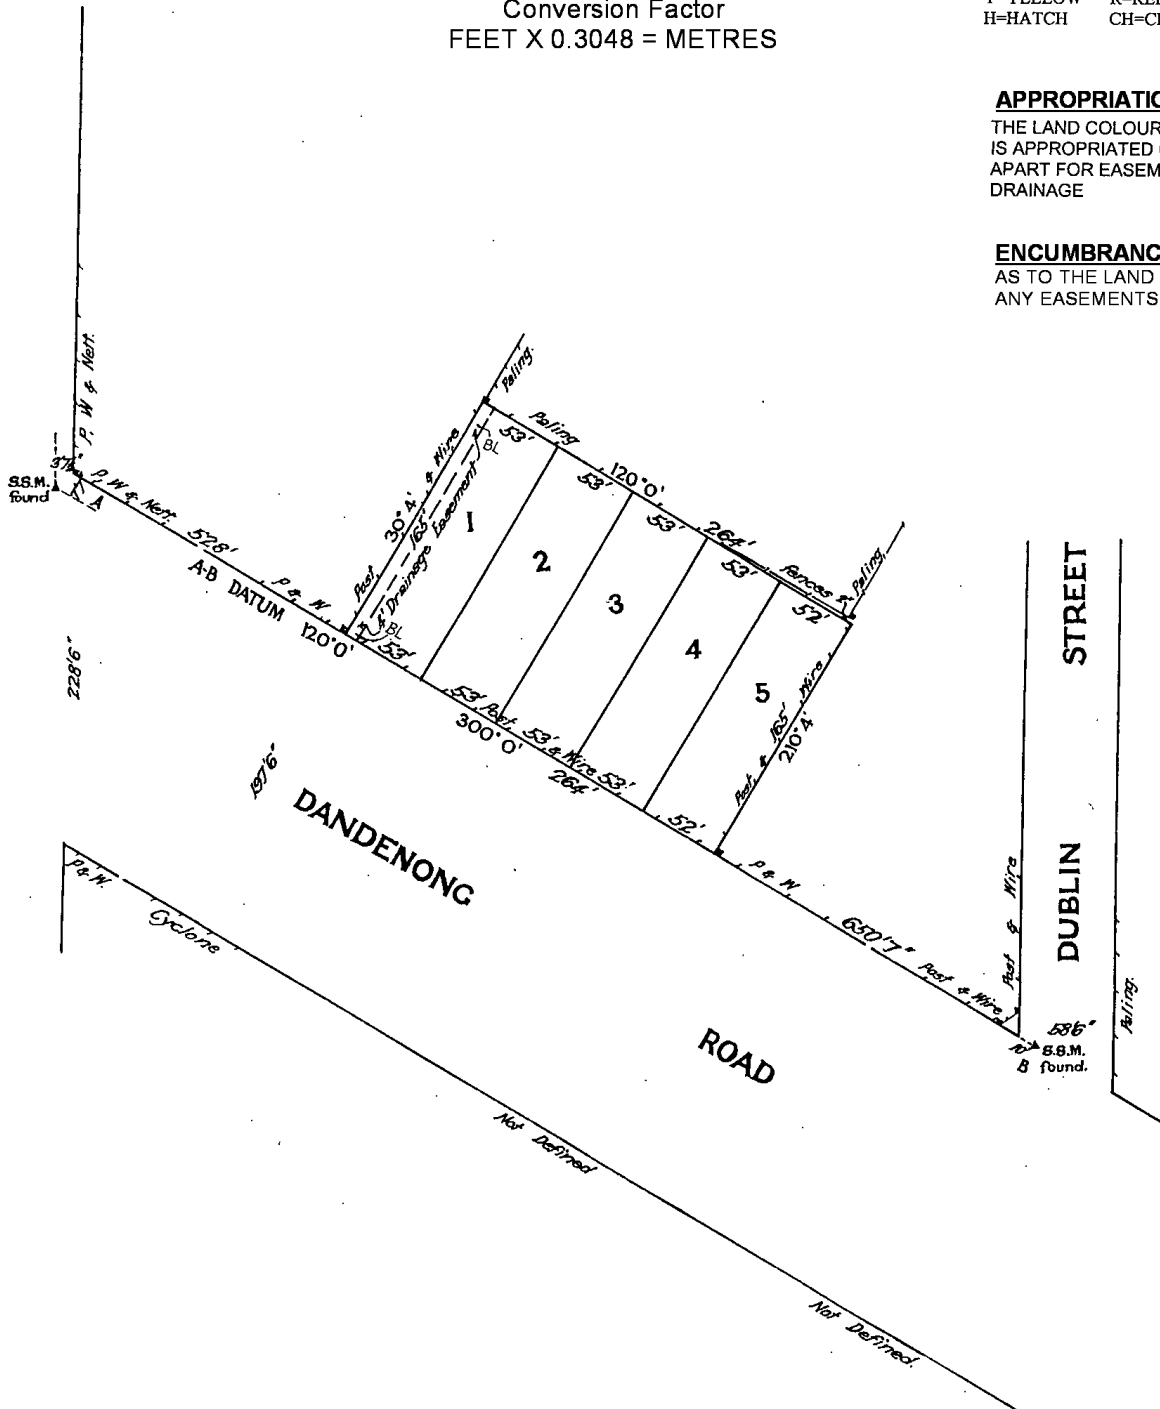 Conversion Factor
FEET X 0.3048 = METRES
H=HATCH
APPROPRIATIO
THE LAND COLOUR
IS APPROPRIATED
APART FOR EASEM
DRAINAGE
ENCUMBRANC
AS TO THE LAND
ANY EASEMENTS
P. W & Nett.
S.S.M.
found
A
P. W & Nett.
528'
A-B DATUM
P & W
120°0'
Paling.
Post & Wire
30° 4'
165'
4' Drainage Easement
BL
BL
53'
Paling
53'
120°0'
53'
264'
53'
fences
52'
Paling
1
2
3
4
5
53'
53'
Post & Wire
53'
53'
52'
300°0'
264'
Post & Wire
165'
210°4'
228'6"
197'6"
DANDENONG
ROAD
P & W
650'7"
Post & Wire
Post & Wire
STREET
DUBLIN
58'6"
S.S.M.
found.
B
Paling.
P & W.
Cyclone
Not Defined
Not Defined.